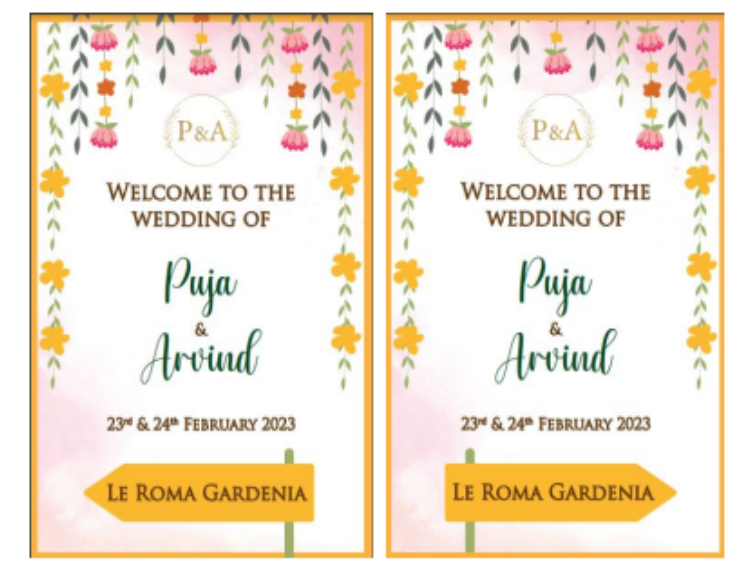 P&A
WELCOME TO THE
WEDDING OF
Puja
&
Arvind
23rd & 24th FEBRUARY 2023
LE ROMA GARDENIA
P&A
WELCOME TO THE
WEDDING OF
Puja
&
Arvind
23rd & 24th FEBRUARY 2023
LE ROMA GARDENIA